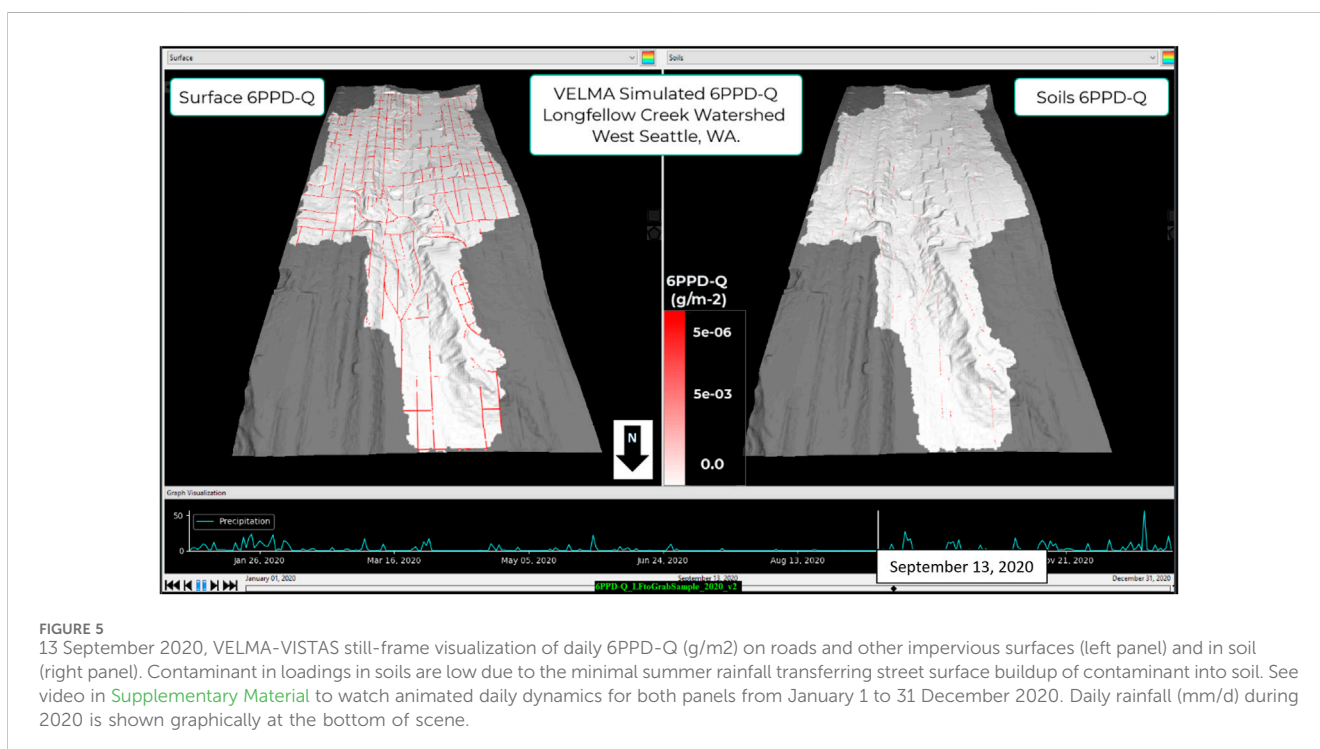 Surface
Soils
Surface 6PPD-Q
VELMA Simulated 6PPD-Q
Longfellow Creek Watershed
West Seattle, WA.
Soils 6PPD-Q
6PPD-Q
(g/m-2)
5e-06
5e-03
0.0
N
Graph Visualization
50
0
Precipitation
Jan 26, 2020
Mar 16, 2020
May 05, 2020
Jun 24, 2020
Aug 13, 2020
Nov 21, 2020
September 13, 2020
January 01, 2020
September 13, 2020
December 31, 2020
6PPD-Q_LFtoGrabSample_2020_v2
FIGURE 5
13 September 2020, VELMA-VISTAS still-frame visualization of daily 6PPD-Q (g/m2) on roads and other impervious surfaces (left panel) and in soil
(right panel). Contaminant in loadings in soils are low due to the minimal summer rainfall transferring street surface buildup of contaminant into soil. See
video in Supplementary Material to watch animated daily dynamics for both panels from January 1 to 31 December 2020. Daily rainfall (mm/d) during
2020 is shown graphically at the bottom of scene.